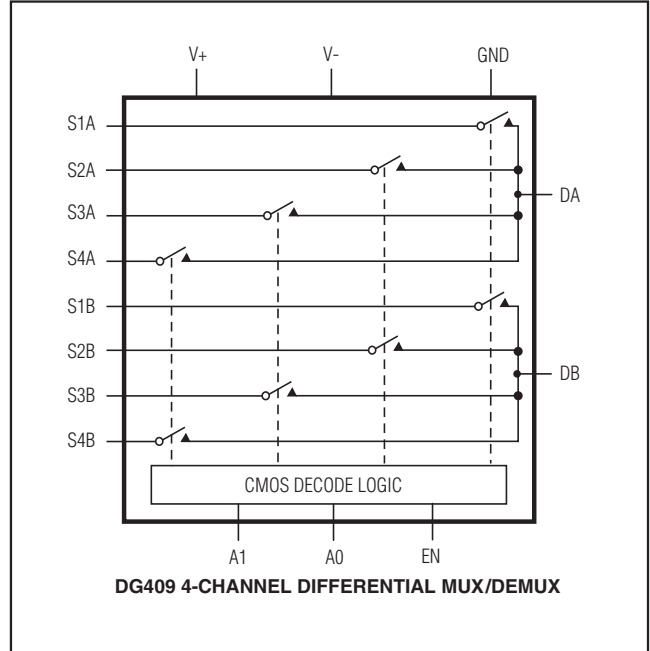 V+ V- GND
S1A
S2A
DA
S3A
S4A
S1B
S2B
DB
S3B
S4B
CMOS DECODE LOGIC
A1 A0 EN
DG409 4-CHANNEL DIFFERENTIAL MUX/DEMUX